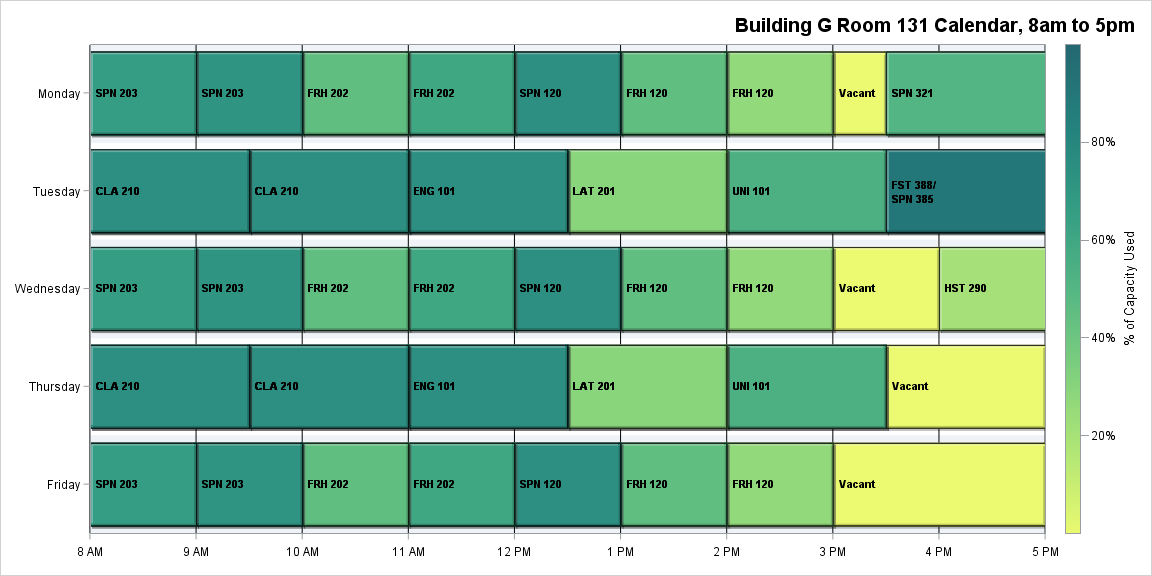 Building G Room 131 Calendar, 8am to 5pm
Monday
SPN 203
SPN 203
FRH 202
FRH 202
SPN 120
FRH 120
FRH 120
Vacant
SPN 321
Tuesday
CLA 210
CLA 210
ENG 101
LAT 201
UNI 101
FST 388/
SPN 385
Wednesday
SPN 203
SPN 203
FRH 202
FRH 202
SPN 120
FRH 120
FRH 120
Vacant
HST 290
Thursday
CLA 210
CLA 210
ENG 101
LAT 201
UNI 101
Vacant
Friday
SPN 203
SPN 203
FRH 202
FRH 202
SPN 120
FRH 120
FRH 120
Vacant
8 AM
9 AM
10 AM
11 AM
12 PM
1 PM
2 PM
3 PM
4 PM
5 PM
80%
60%
40%
20%
% of Capacity Used